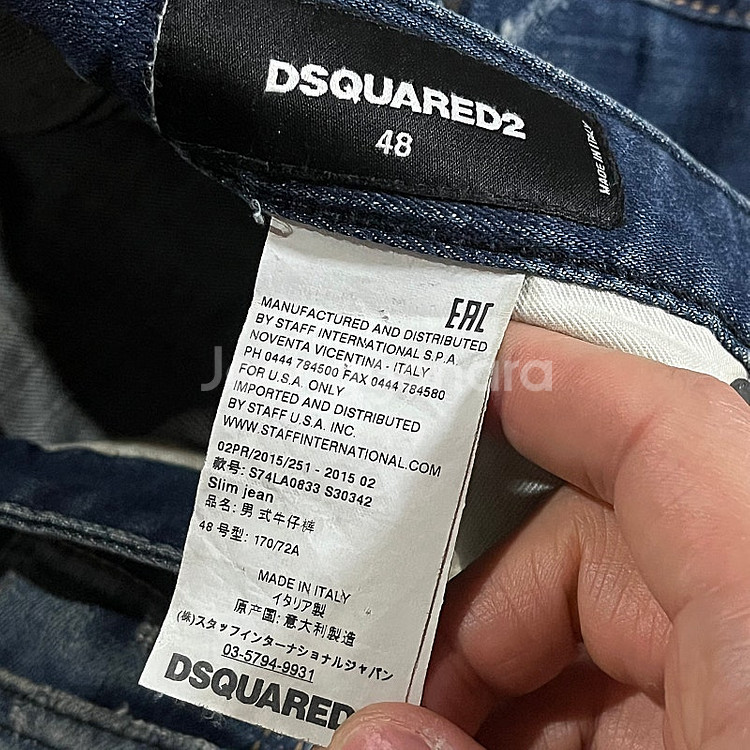 DSQUARED2
48
MADE IN ITALY
EAC
MANUFACTURED AND DISTRIBUTED
BY STAFF INTERNATIONAL S.P.A.
NOVENTA VICENTINA - ITALY
PH 0444 784500 FAX 0444 784580
FOR U.S.A. ONLY
IMPORTED AND DISTRIBUTED
BY STAFF U.S.A. INC.
WWW.STAFFINTERNATIONAL.COM
02PR/2015/251 - 2015 02
款号: S74LA0833 S30342
Slim jean
品名: 男式牛仔裤
48 号型: 170/72A
MADE IN ITALY
イタリア製
原产国: 意大利製造
(株)スタッフインターナショナルジャパン
03-5794-9931
DSQUARED